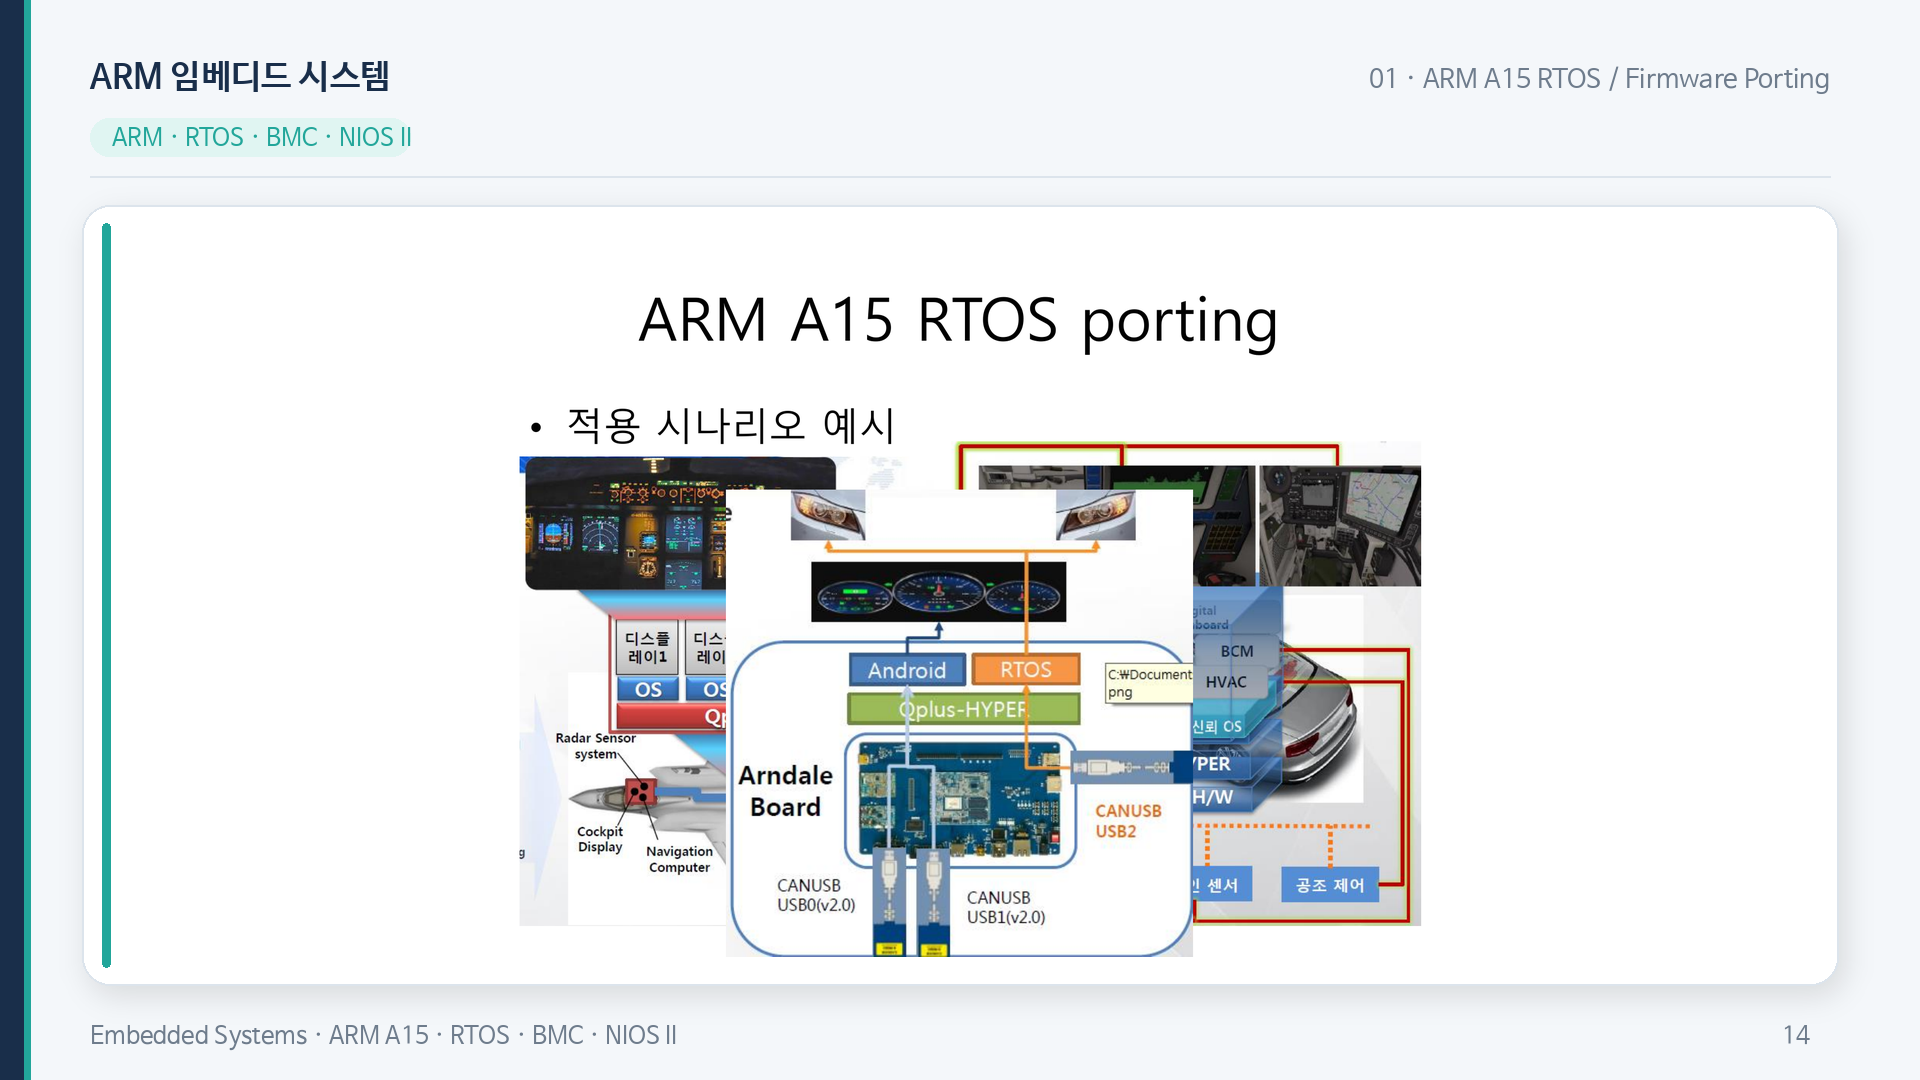 ARM 임베디드 시스템
01 · ARM A15 RTOS / Firmware Porting
ARM · RTOS · BMC · NIOS II
ARM A15 RTOS porting
• 적용 시나리오 예시
디스플
레이1
OS
Radar Sensor
system
Cockpit
Display
Navigation
Computer
Android
RTOS
Qplus-HYPER
C:₩Document
png
Arndale
Board
CANUSB
USB2
CANUSB
USB0(v2.0)
CANUSB
USB1(v2.0)
BCM
HVAC
신뢰 OS
H/W
센서
공조 제어
Embedded Systems · ARM A15 · RTOS · BMC · NIOS II
14